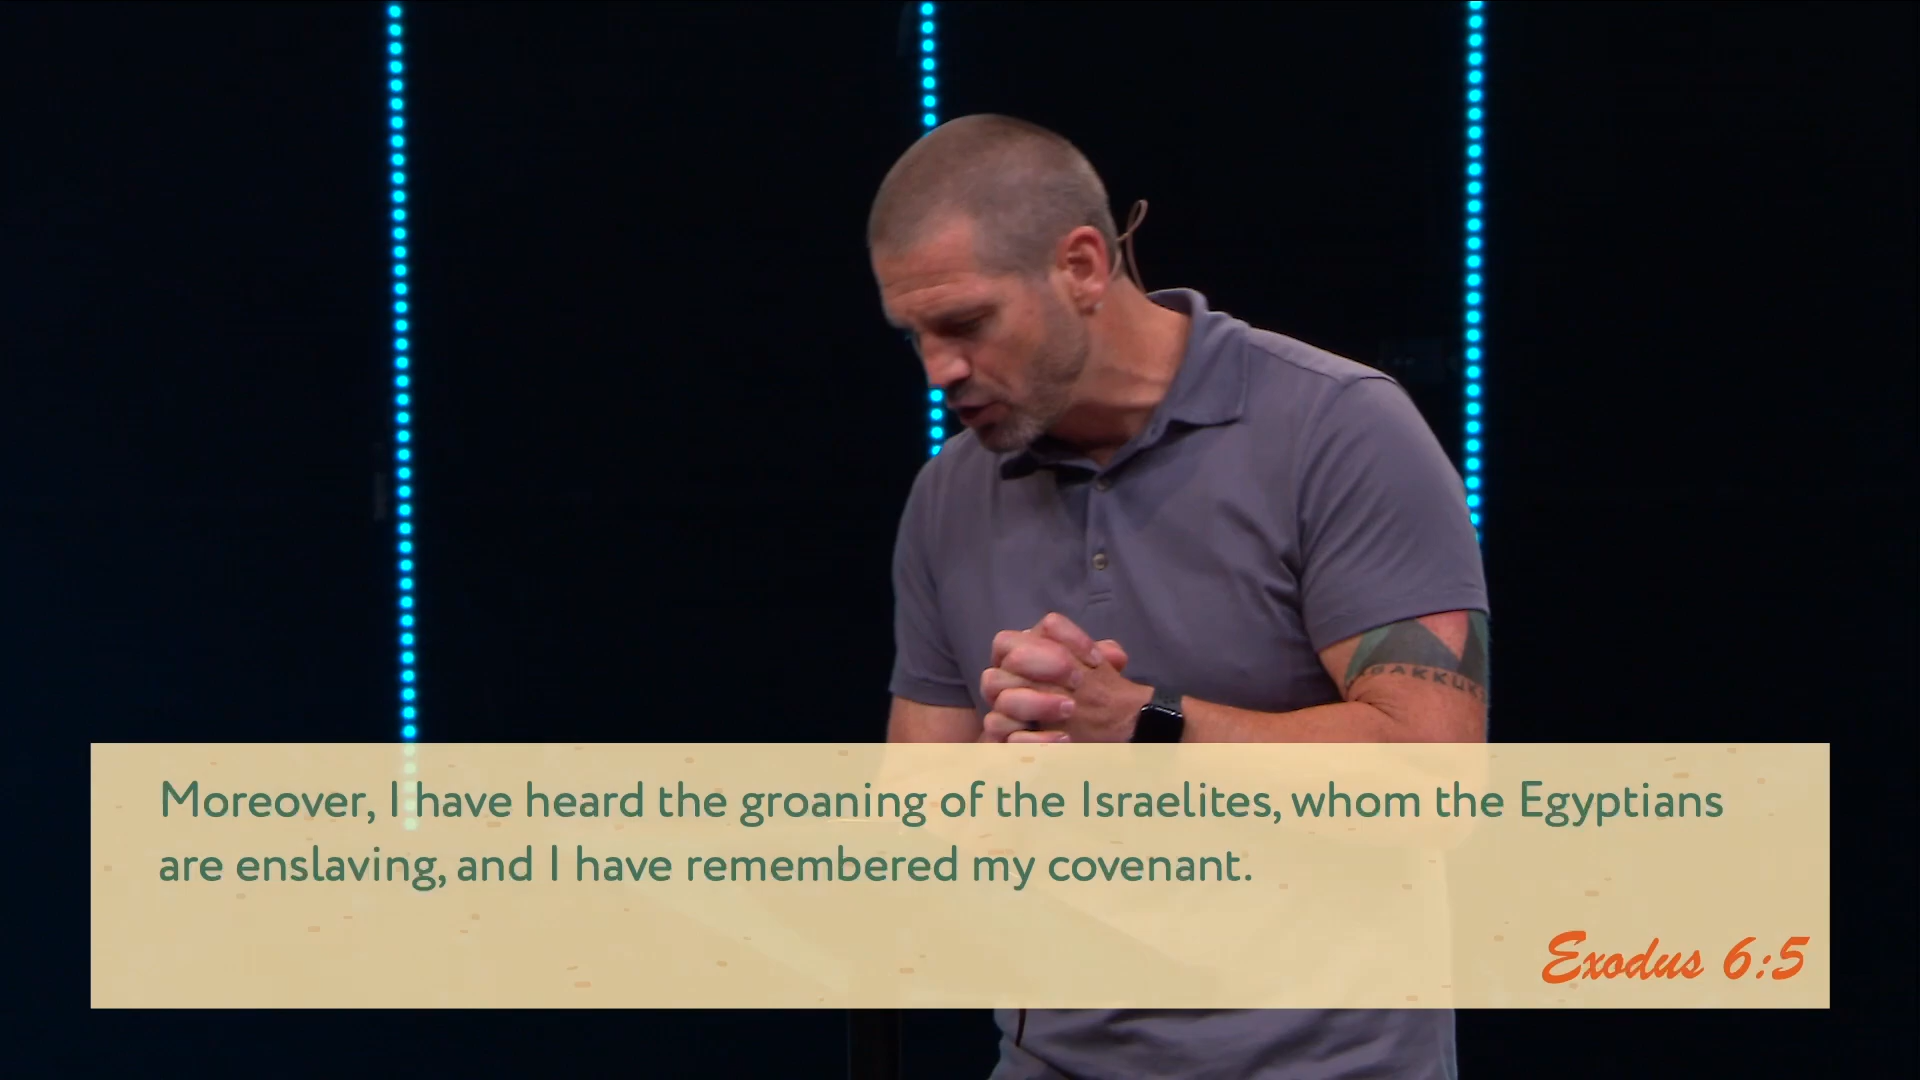 Moreover, I have heard the groaning of the Israelites, whom the Egyptians
are enslaving, and I have remembered my covenant.
Exodus 6:5